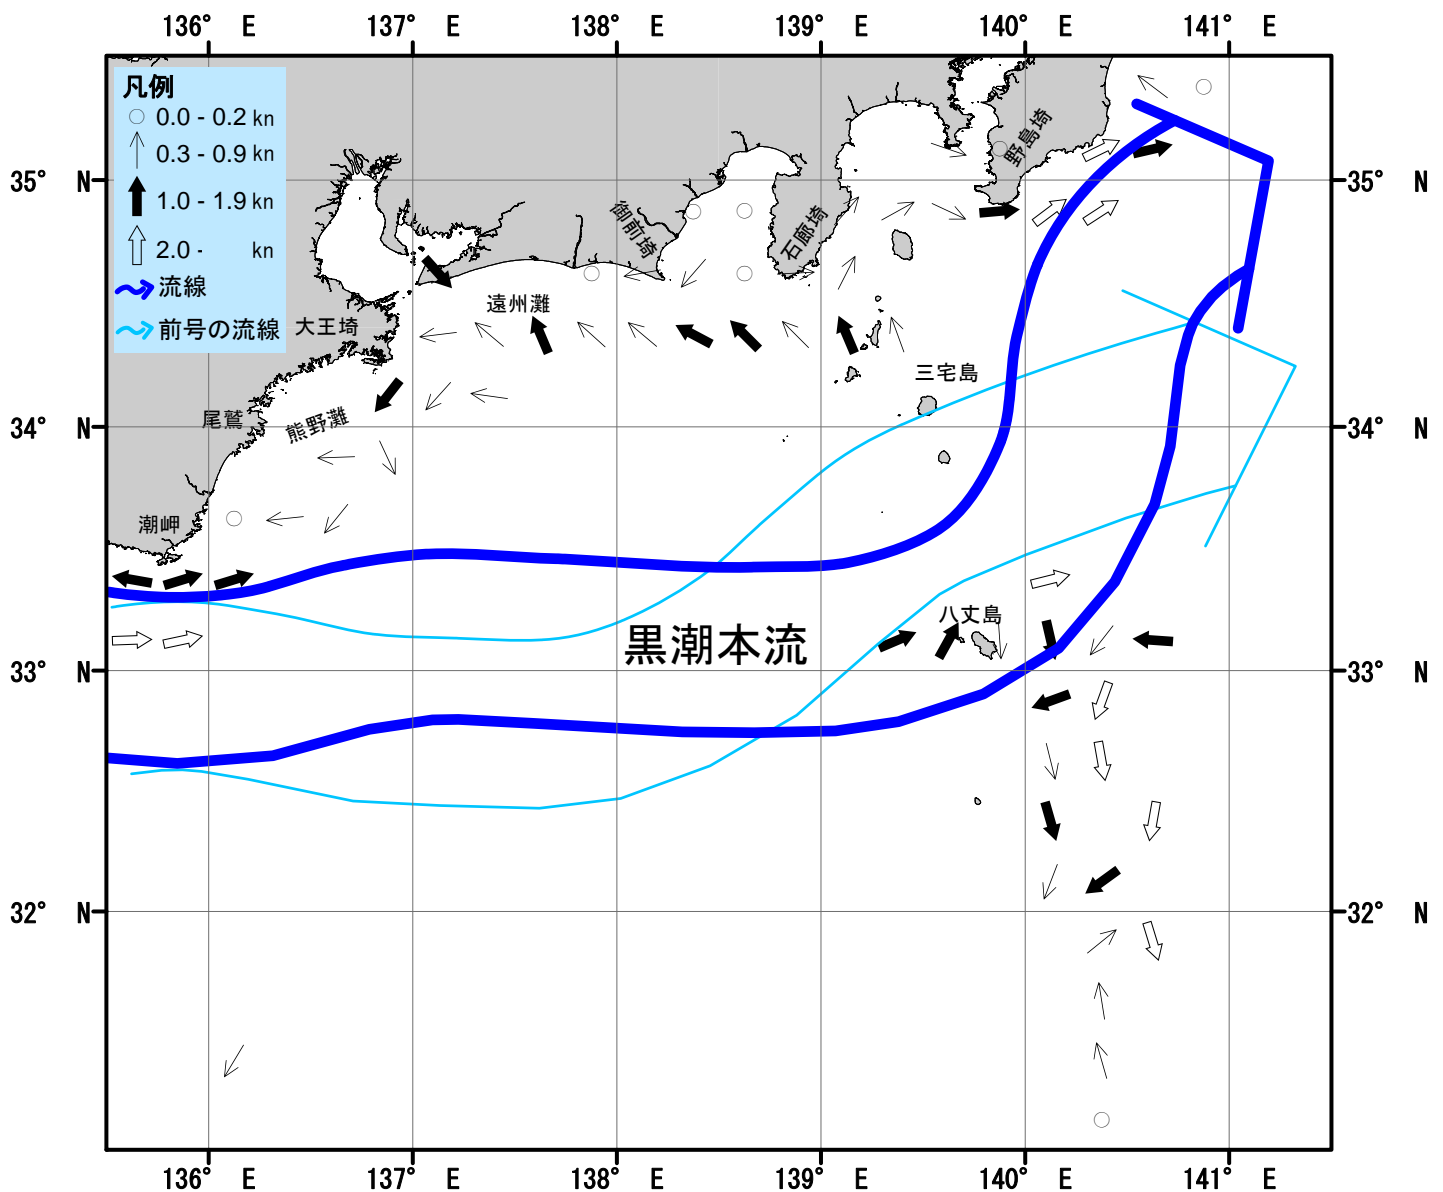 136° E 137° E 138° E 139° E 140° E 141° E
凡例
0.0 - 0.2 kn
0.3 - 0.9 kn
1.0 - 1.9 kn
2.0 - kn
流線
前号の流線
野島埼
35° N
35° N
御前埼
石廊埼
遠州灘
大王埼
三宅島
尾鷲
熊野灘
34° N
34° N
潮岬
八丈島
黒潮本流
33° N
33° N
32° N
32° N
136° E 137° E 138° E 139° E 140° E 141° E